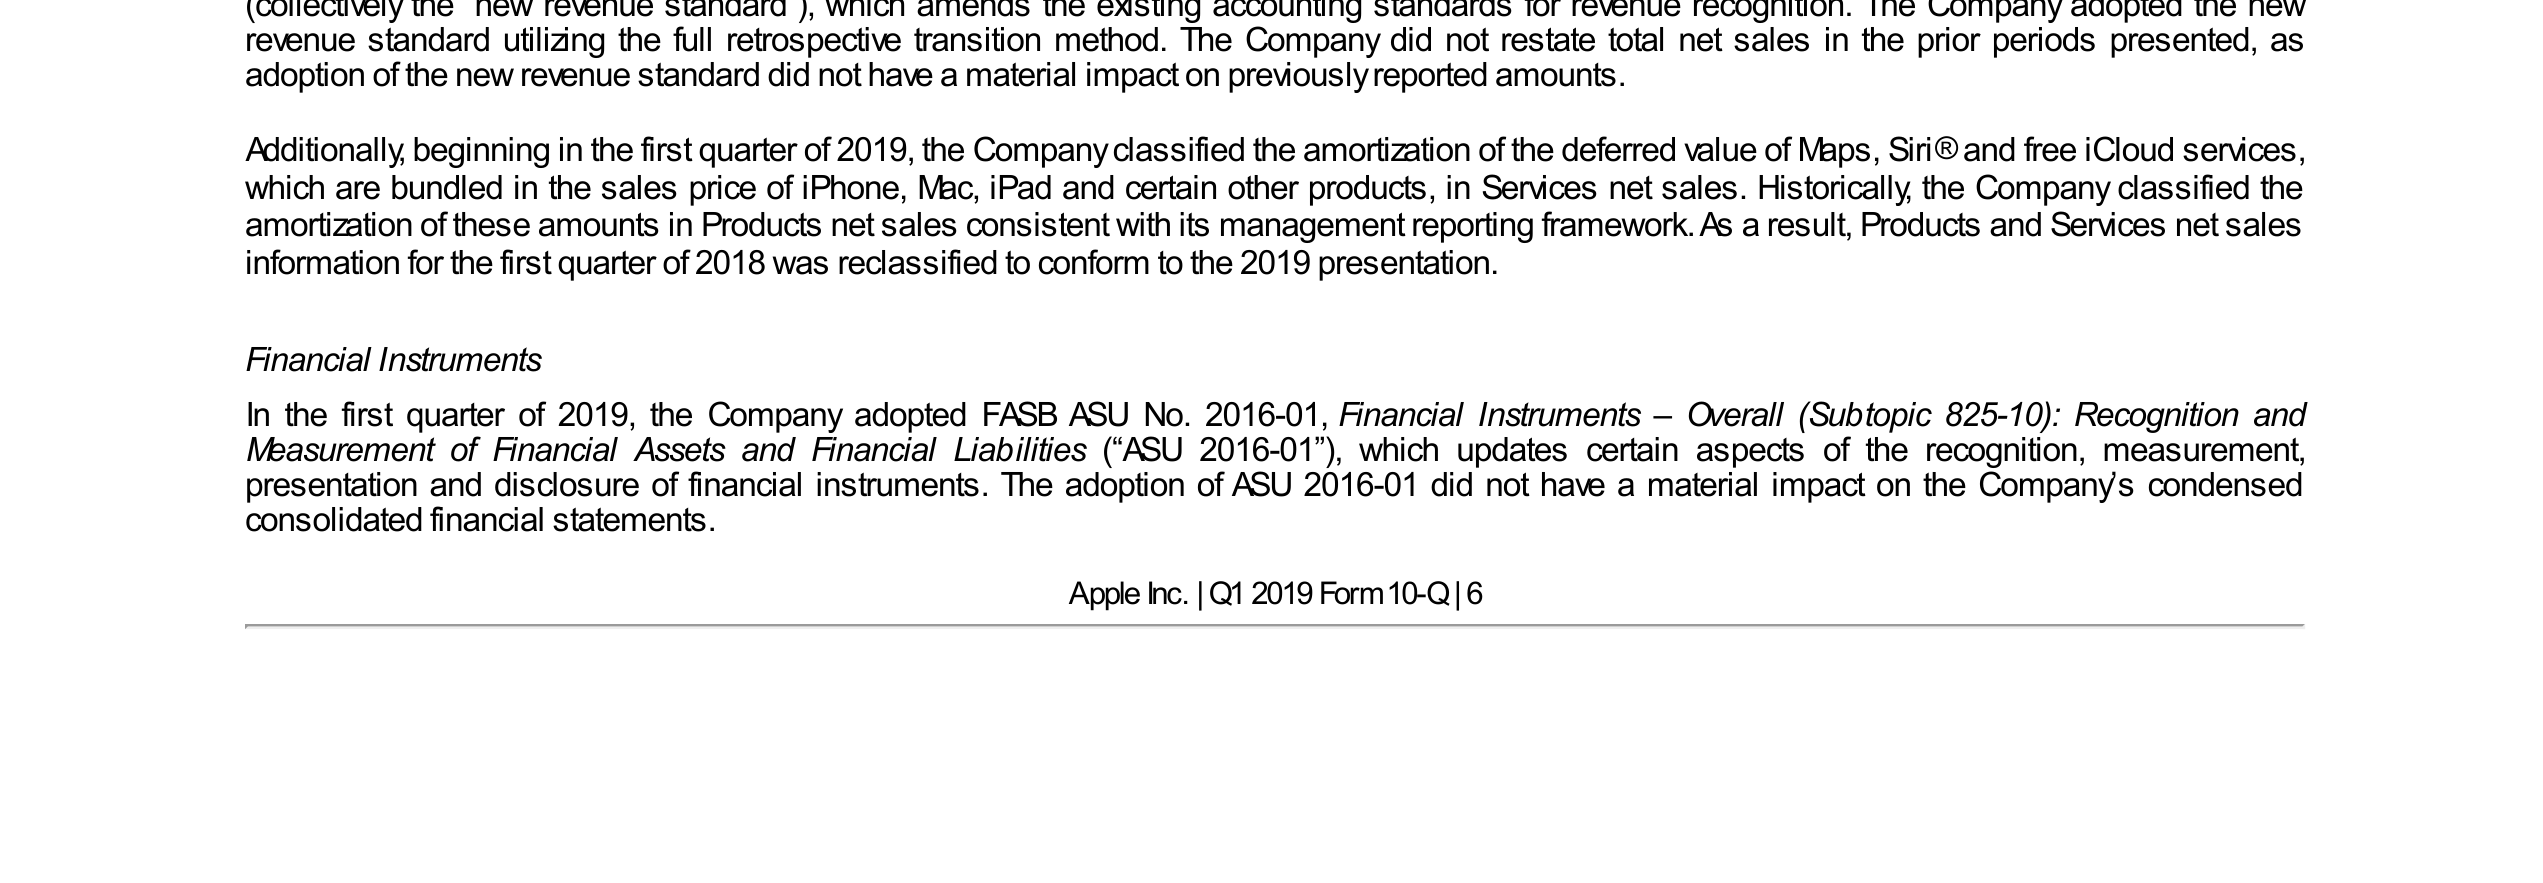 (collectively the “new revenue standard”), which amends the existing accounting standards for revenue recognition. The Company adopted the new
revenue standard utilizing the full retrospective transition method. The Company did not restate total net sales in the prior periods presented, as
adoption of the new revenue standard did not have a material impact on previously reported amounts.
Additionally, beginning in the first quarter of 2019, the Company classified the amortization of the deferred value of Maps, Siri® and free iCloud services,
which are bundled in the sales price of iPhone, Mac, iPad and certain other products, in Services net sales. Historically, the Company classified the
amortization of these amounts in Products net sales consistent with its management reporting framework. As a result, Products and Services net sales
information for the first quarter of 2018 was reclassified to conform to the 2019 presentation.
Financial Instruments
In the first quarter of 2019, the Company adopted FASB ASU No. 2016-01, Financial Instruments – Overall (Subtopic 825-10): Recognition and
Measurement of Financial Assets and Financial Liabilities (“ASU 2016-01”), which updates certain aspects of the recognition, measurement,
presentation and disclosure of financial instruments. The adoption of ASU 2016-01 did not have a material impact on the Company’s condensed
consolidated financial statements.
Apple Inc. | Q1 2019 Form 10-Q | 6